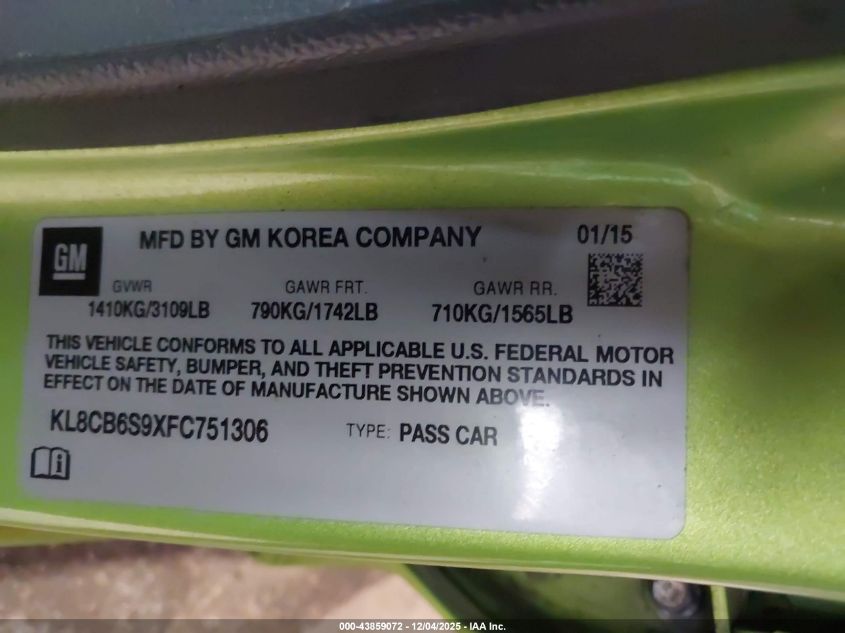 GM
MFD BY GM KOREA COMPANY 01/15
GVWR GAWR FRT. GAWR RR.
1410KG/3109LB 790KG/1742LB 710KG/1565LB
THIS VEHICLE CONFORMS TO ALL APPLICABLE U.S. FEDERAL MOTOR
VEHICLE SAFETY, BUMPER, AND THEFT PREVENTION STANDARDS IN
EFFECT ON THE DATE OF MANUFACTURE SHOWN ABOVE.
KL8CB6S9XFC751306 TYPE: PASS CAR
i
000-43859072 - 12/04/2025 - IAA Inc.